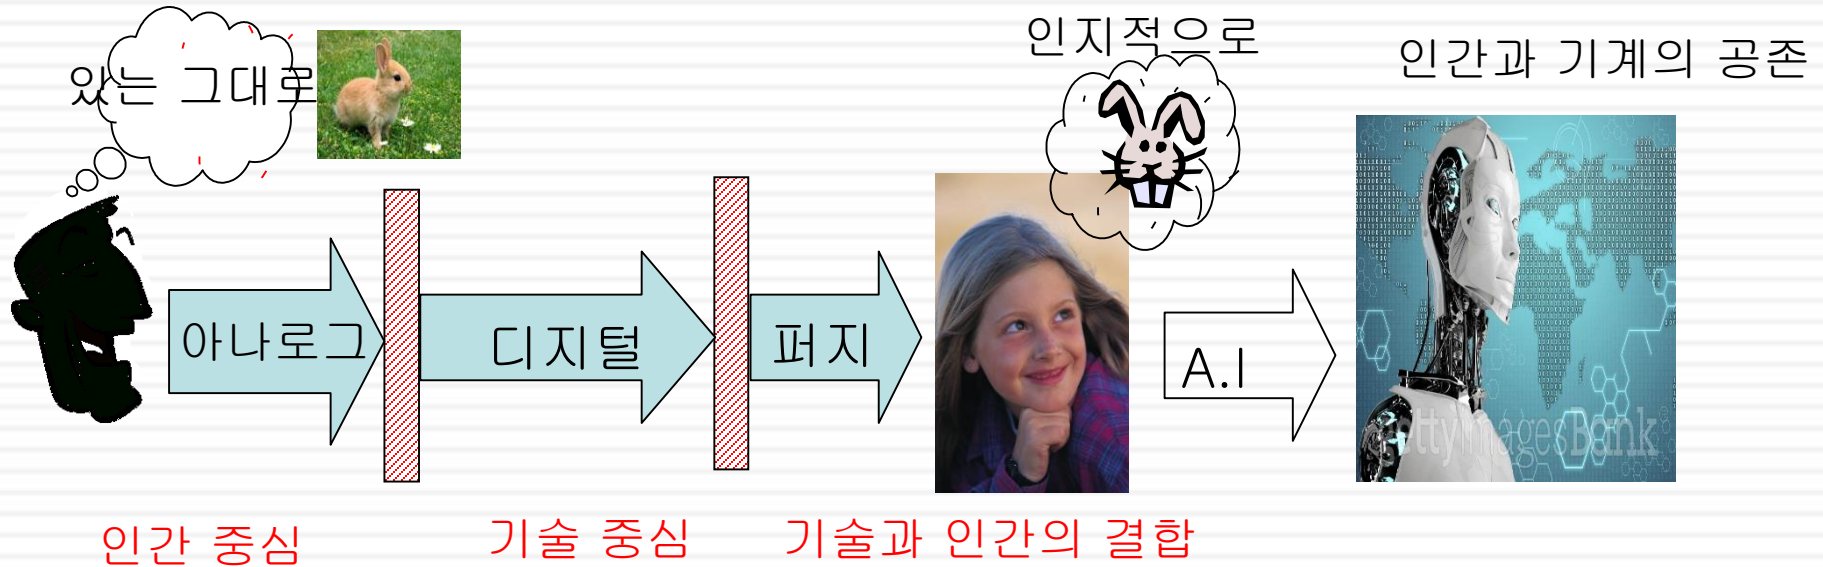 있는 그대로
인지적으로
인간과 기계의 공존
아나로그
디지털
퍼지
A.I
gettyimagesBank
인간 중심
기술 중심
기술과 인간의 결합